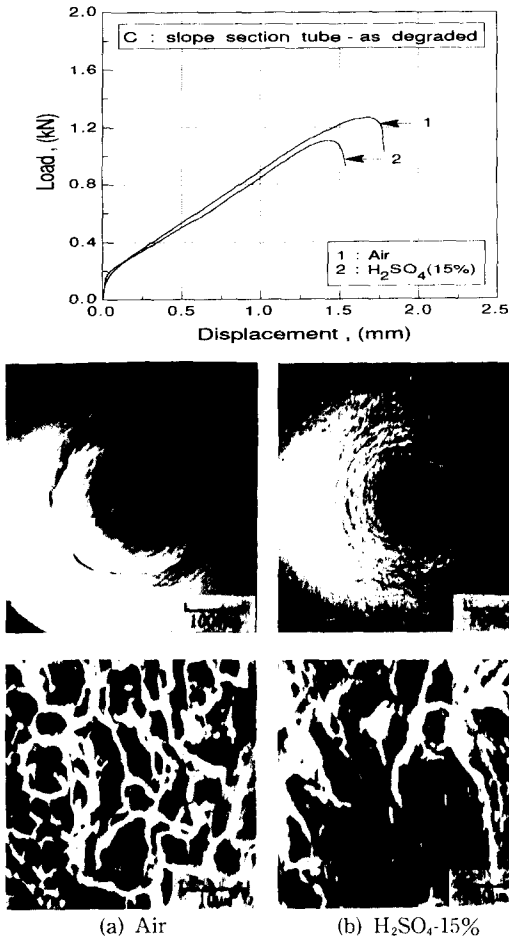 2.0
C : slope section tube - as degraded
1.6
1.2
0.8
0.4
0.0
Load , (kN)
1
2
1 : Air
2 : H₂SO₄(15%)
0.0 0.5 1.0 1.5 2.0 2.5
Displacement , (mm)
(a) Air
(b) H₂SO₄-15%